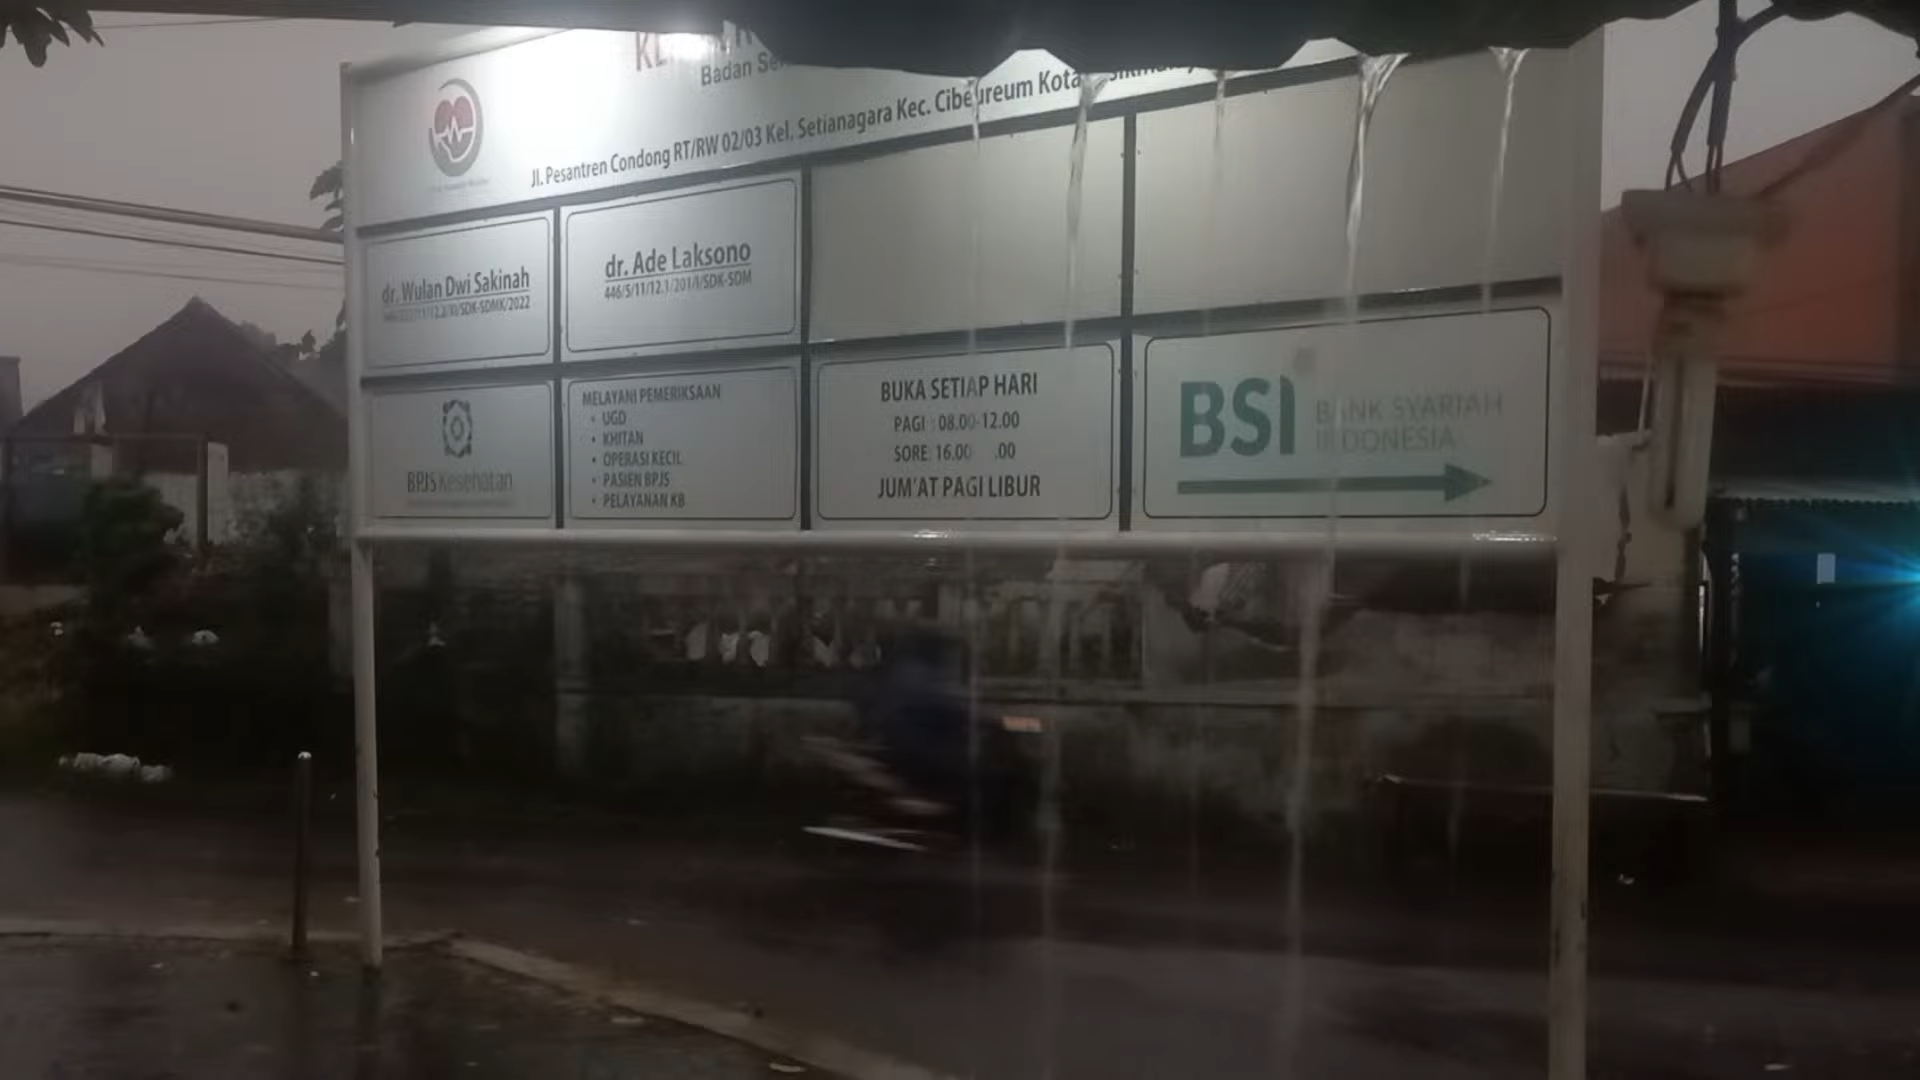 Badan
Jl. Pesantren Condong RT/RW 02/03 Kel. Setianagara Kec. Cibeureum Kota
dr. Wulan Dwi Sakinah
dr. Ade Laksono
446/5/11/12.1/201/I/SDK-SDM
BPJS Kesehatan
MELAYANI PEMERIKSAAN
• UGD
• KHITAN
• OPERASI KECIL
• PASIEN BPJS
• PELAYANAN KB
BUKA SETIAP HARI
PAGI : 08.00-12.00
SORE: 16.00 .00
JUM'AT PAGI LIBUR
BSI BANK SYARIAH
INDONESIA